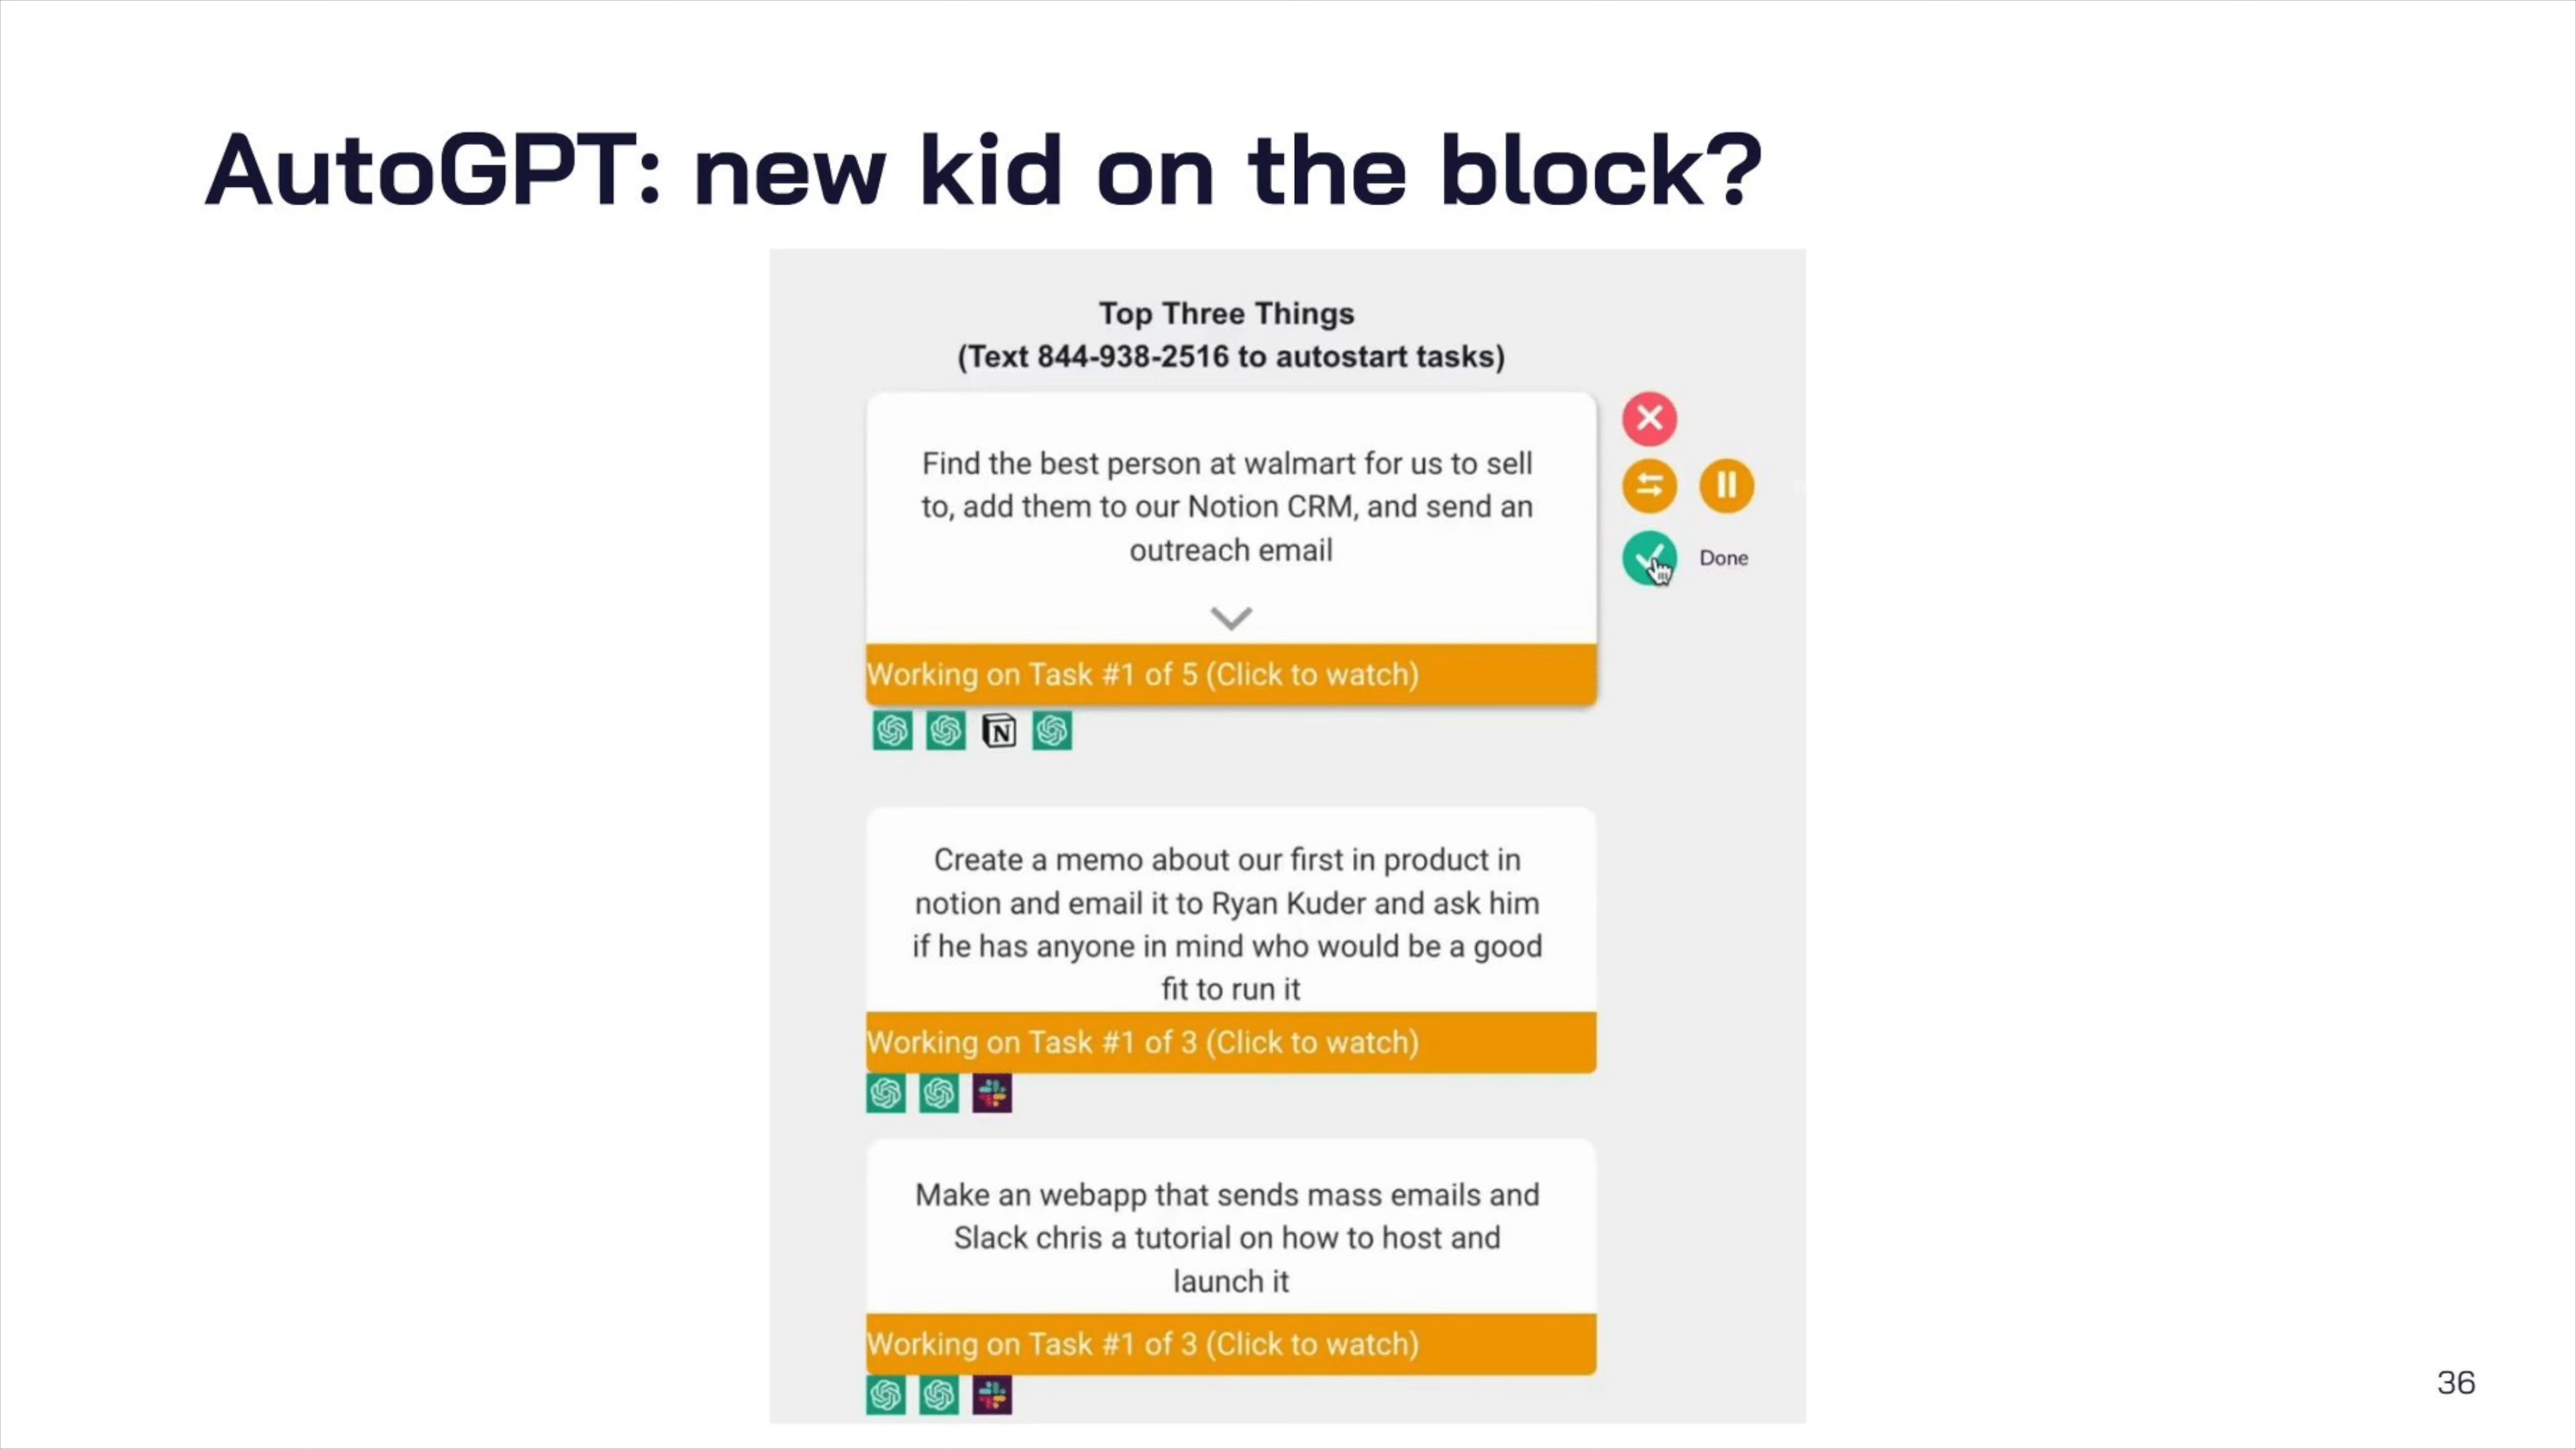 AutoGPT: new kid on the block?
Top Three Things
(Text 844-938-2516 to autostart tasks)
Find the best person at walmart for us to sell
to, add them to our Notion CRM, and send an
outreach email
Done
Working on Task #1 of 5 (Click to watch)
N
Create a memo about our first in product in
notion and email it to Ryan Kuder and ask him
if he has anyone in mind who would be a good
fit to run it
Working on Task #1 of 3 (Click to watch)
Make an webapp that sends mass emails and
Slack chris a tutorial on how to host and
launch it
Working on Task #1 of 3 (Click to watch)
36